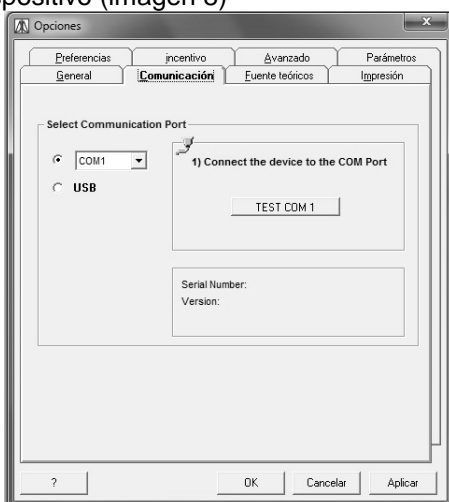 positivo (imagen 8)
Opciones
Preferencias incentivo Avanzado Parámetros
General Comunicación Fuente teóricos Impresión
Select Communication Port
COM1
1) Connect the device to the COM Port
USB
TEST COM 1
Serial Number:
Version:
? OK Cancelar Aplicar